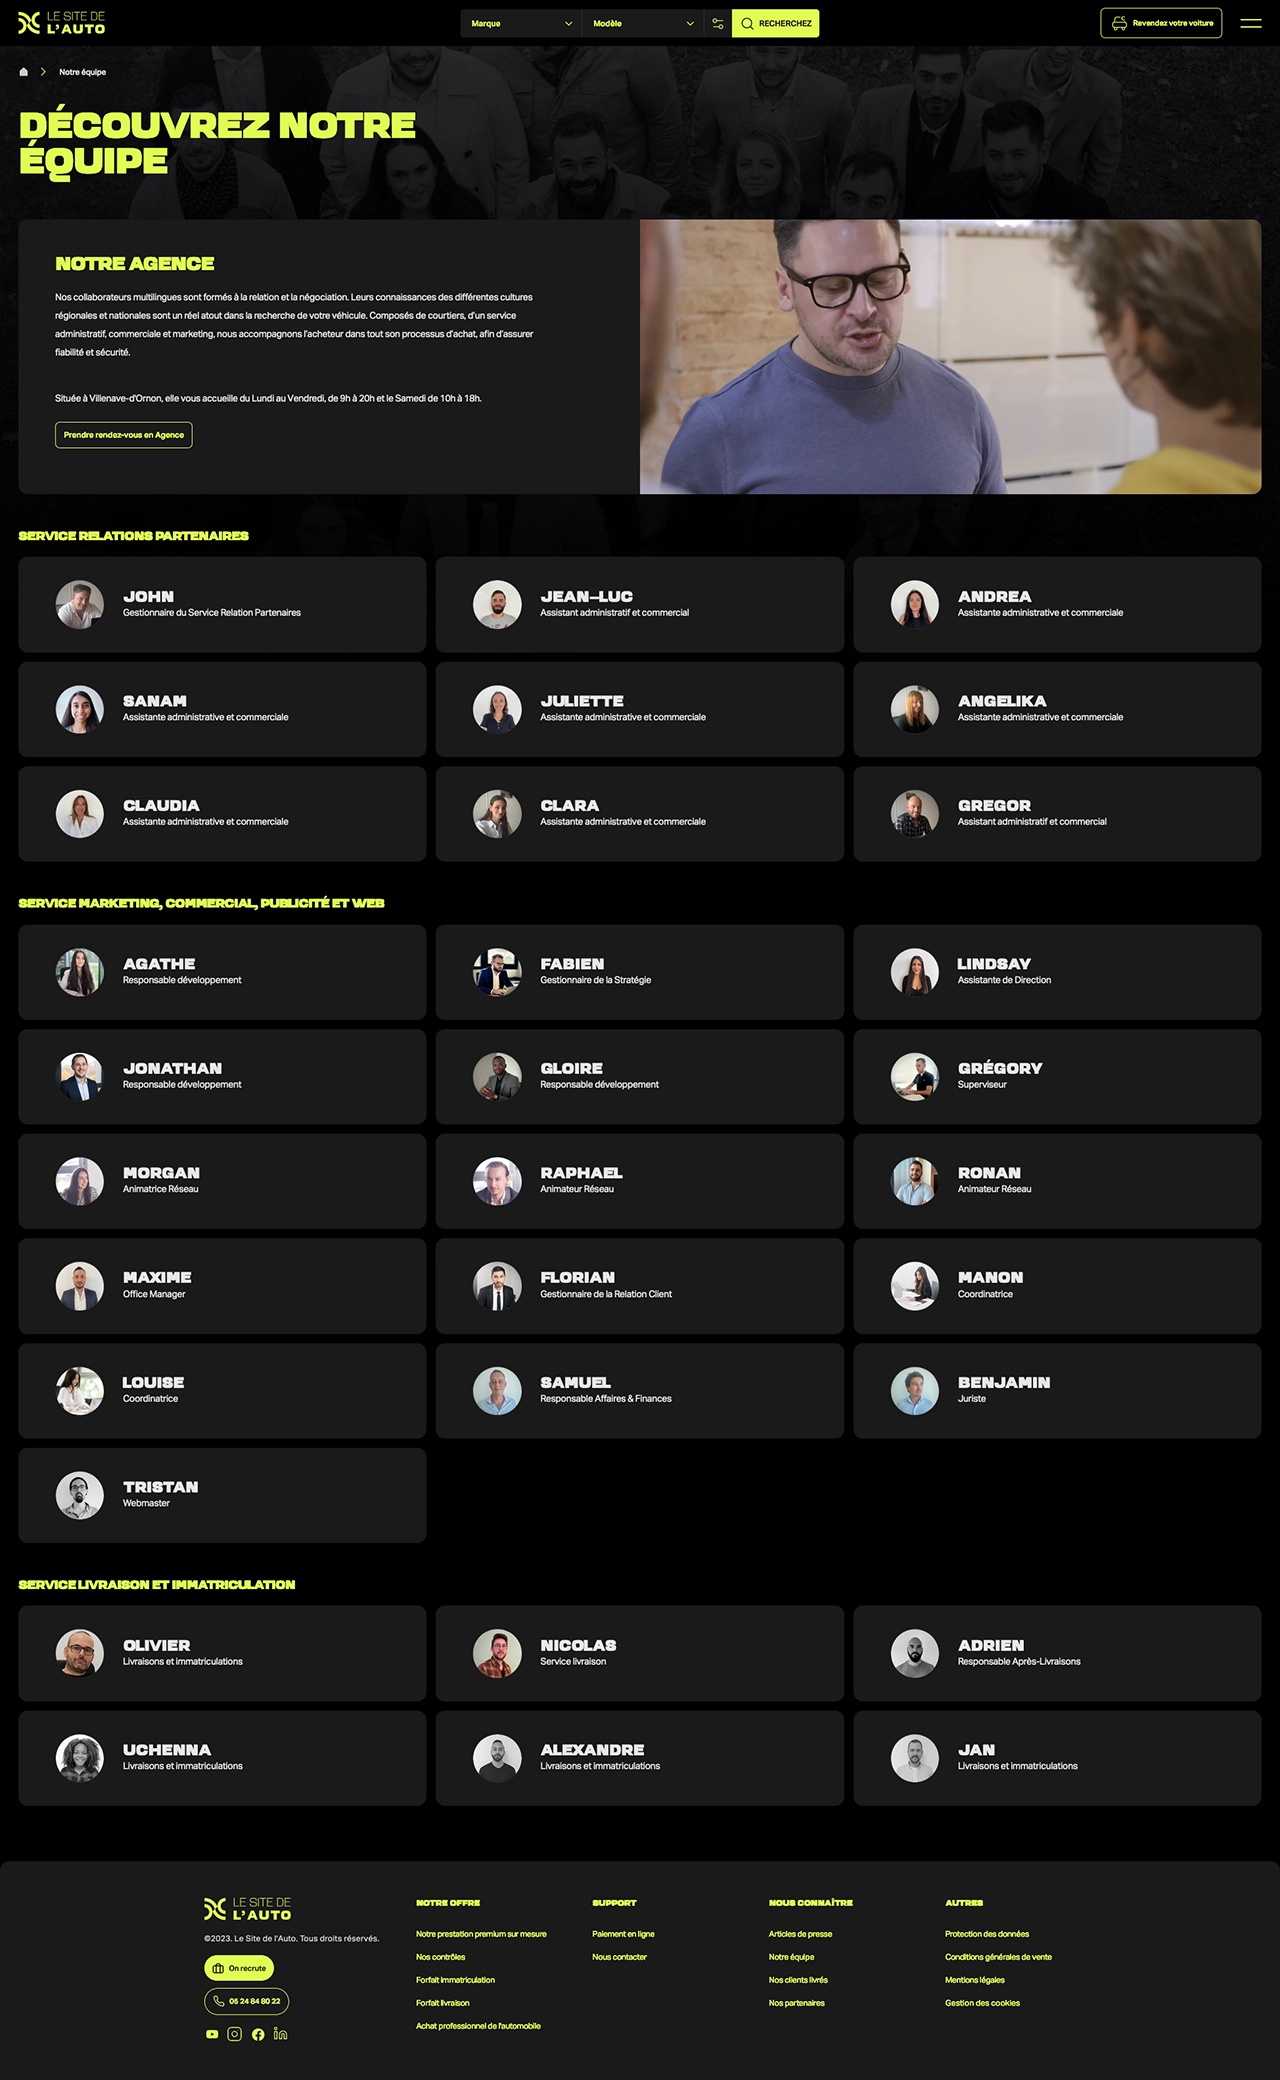 LE SITE DE
L'AUTO
Marque
Modèle
RECHERCHEZ
Revendez votre voiture
Notre équipe
DÉCOUVREZ NOTRE
ÉQUIPE
NOTRE AGENCE
Nos collaborateurs multilingues sont formés à la relation et la négociation. Leurs connaissances des différentes cultures
régionales et nationales sont un réel atout dans la recherche de votre véhicule. Composés de courtiers, d'un service
administratif, commerciale et marketing, nous accompagnons l'acheteur dans tout son processus d'achat, afin d'assurer
fiabilité et sécurité.
Située à Villenave-d'Ornon, elle vous accueille du Lundi au Vendredi, de 9h à 20h et le Samedi de 10h à 18h.
Prendre rendez-vous en Agence
SERVICE RELATIONS PARTENAIRES
JOHN
Gestionnaire du Service Relation Partenaires
JEAN-LUC
Assistant administratif et commercial
ANDREA
Assistante administrative et commerciale
SANAM
Assistante administrative et commerciale
JULIETTE
Assistante administrative et commerciale
ANGELIKA
Assistante administrative et commerciale
CLAUDIA
Assistante administrative et commerciale
CLARA
Assistante administrative et commerciale
GREGOR
Assistant administratif et commercial
SERVICE MARKETING, COMMERCIAL, PUBLICITÉ ET WEB
AGATHE
Responsable développement
FABIEN
Gestionnaire de la Stratégie
LINDSAY
Assistante de Direction
JONATHAN
Responsable développement
GLOIRE
Responsable développement
GRÉGORY
Superviseur
MORGAN
Animatrice Réseau
RAPHAEL
Animateur Réseau
RONAN
Animateur Réseau
MAXIME
Office Manager
FLORIAN
Gestionnaire de la Relation Client
MANON
Coordinatrice
LOUISE
Coordinatrice
SAMUEL
Responsable Affaires & Finances
BENJAMIN
Juriste
TRISTAN
Webmaster
SERVICE LIVRAISON ET IMMATRICULATION
OLIVIER
Livraisons et immatriculations
NICOLAS
Service livraison
ADRIEN
Responsable Après-Livraisons
UCHENNA
Livraisons et immatriculations
ALEXANDRE
Livraisons et immatriculations
JAN
Livraisons et immatriculations
LE SITE DE
L'AUTO
©2023. Le Site de l'Auto. Tous droits réservés.
On recrute
05 24 84 80 22
NOTRE OFFRE
Notre prestation premium sur mesure
Nos contrôles
Forfait immatriculation
Forfait livraison
Achat professionnel de l'automobile
SUPPORT
Paiement en ligne
Nous contacter
NOUS CONNAÎTRE
Articles de presse
Notre équipe
Nos clients livrés
Nos partenaires
AUTRES
Protection des données
Conditions générales de vente
Mentions légales
Gestion des cookies